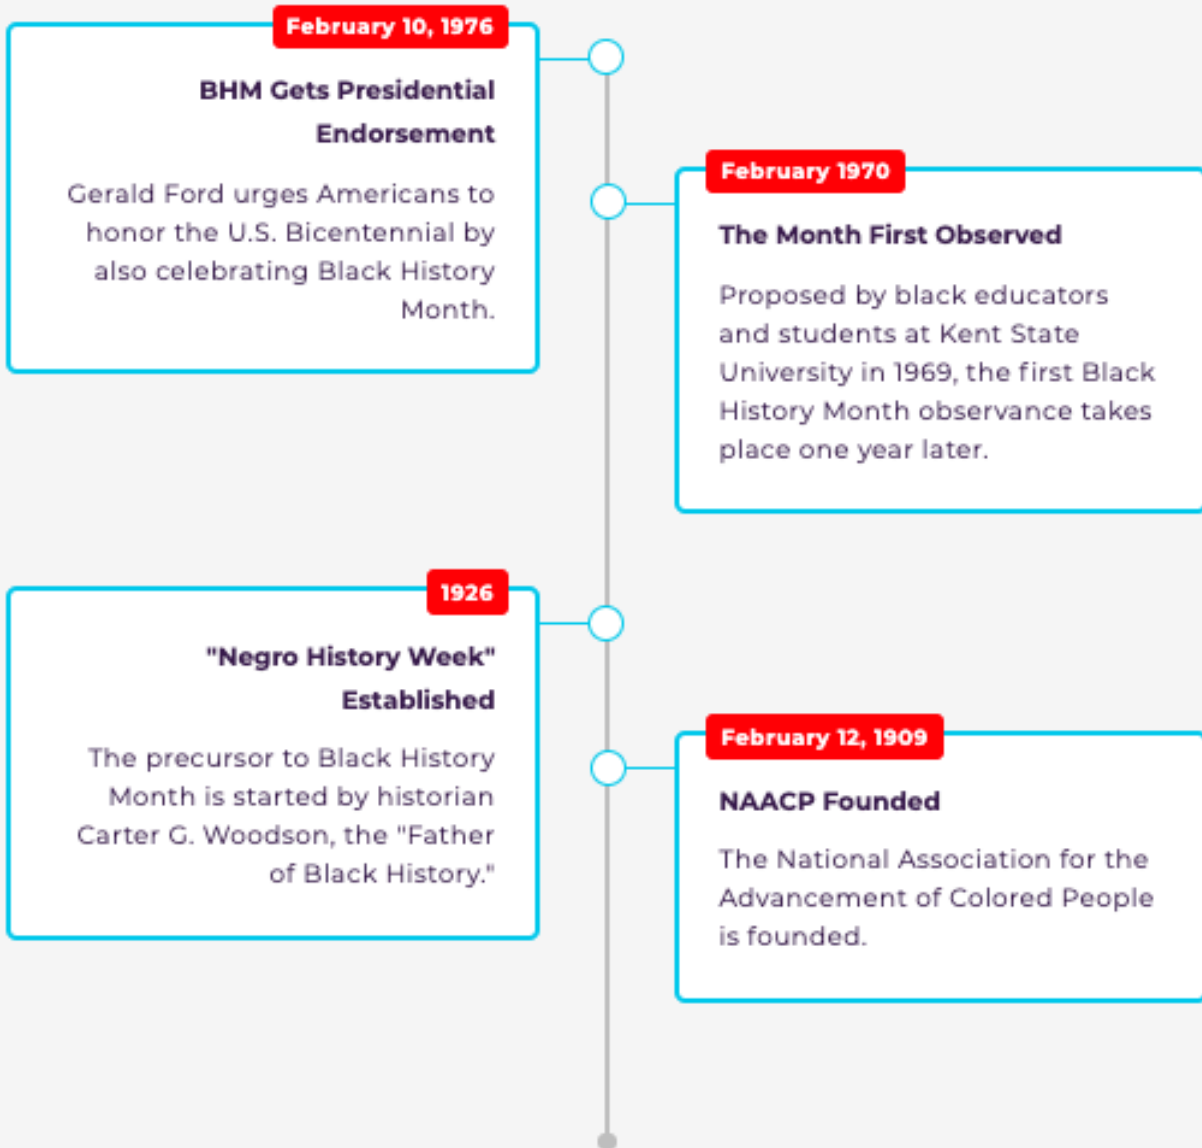 February 10, 1976
BHM Gets Presidential
Endorsement
Gerald Ford urges Americans to
honor the U.S. Bicentennial by
also celebrating Black History
Month.
February 1970
The Month First Observed
Proposed by black educators
and students at Kent State
University in 1969, the first Black
History Month observance takes
place one year later.
1926
"Negro History Week"
Established
The precursor to Black History
Month is started by historian
Carter G. Woodson, the "Father
of Black History."
February 12, 1909
NAACP Founded
The National Association for the
Advancement of Colored People
is founded.